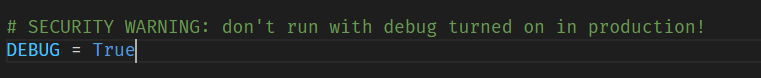 # SECURITY WARNING: don't run with debug turned on in production!
DEBUG = True